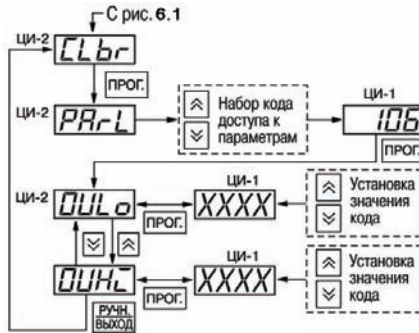 С рис. 6.1
ЦИ-2
CLbr
ПРОГ.
ЦИ-2
PArL
Набор кода
доступа к
параметрам
ЦИ-1
106
ПРОГ.
ЦИ-2
OULo
ПРОГ.
ЦИ-1
XXXX
Установка
значения
кода
OUHI
РУЧН.
ВЫХОД
ПРОГ.
ЦИ-1
XXXX
Установка
значения
кода